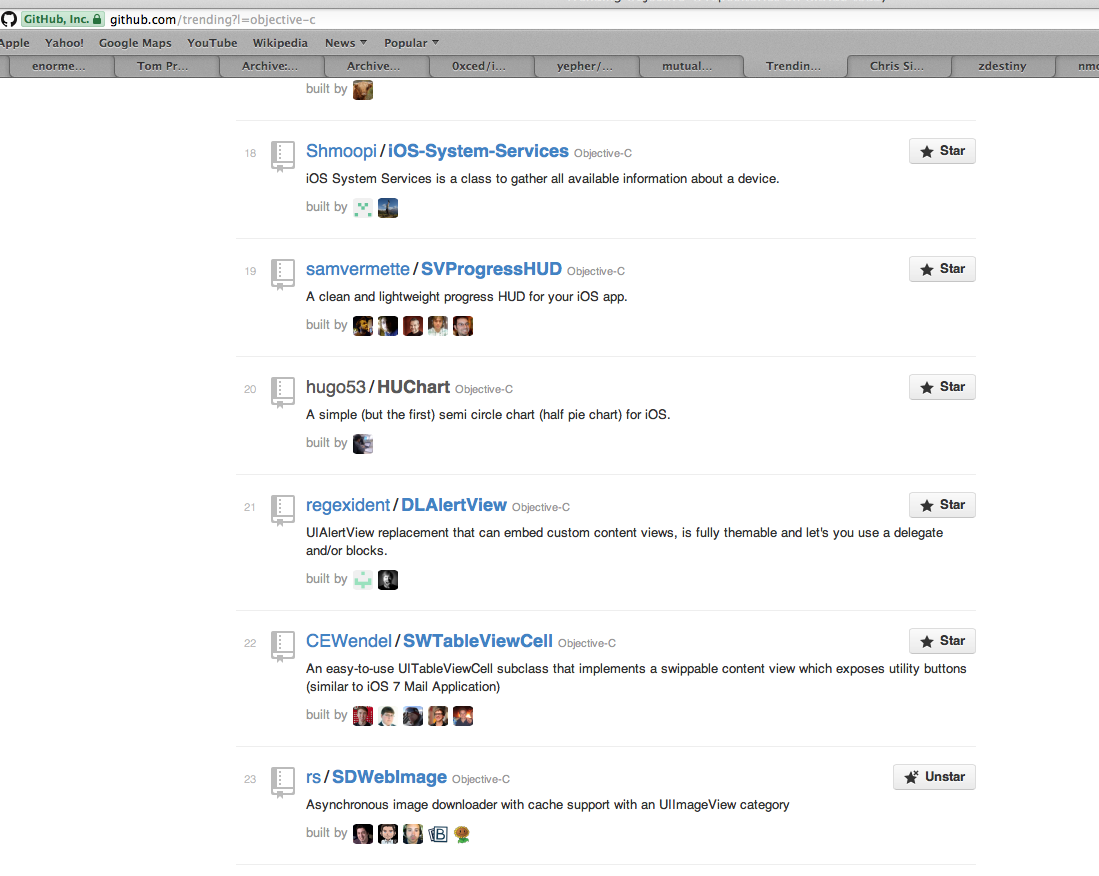 GitHub, Inc. github.com/trending?l=objective-c
Apple Yahoo! Google Maps YouTube Wikipedia News Popular
enorme... Tom Pr... Archive:... Archive... 0xced/i... yepher/... mutual... Trendin... Chris Si... zdestiny nmo
built by
18 Shmoopi/iOS-System-Services Objective-C Star
iOS System Services is a class to gather all available information about a device.
built by
19 samvermette/SVProgressHUD Objective-C Star
A clean and lightweight progress HUD for your iOS app.
built by
20 hugo53/HUChart Objective-C Star
A simple (but the first) semi circle chart (half pie chart) for iOS.
built by
21 regexident/DLAlertView Objective-C Star
UIAlertView replacement that can embed custom content views, is fully themable and let's you use a delegate
and/or blocks.
built by
22 CEWendel/SWTableViewCell Objective-C Star
An easy-to-use UITableViewCell subclass that implements a swippable content view which exposes utility buttons
(similar to iOS 7 Mail Application)
built by
23 rs/SDWebImage Objective-C Unstar
Asynchronous image downloader with cache support with an UIImageView category
built by